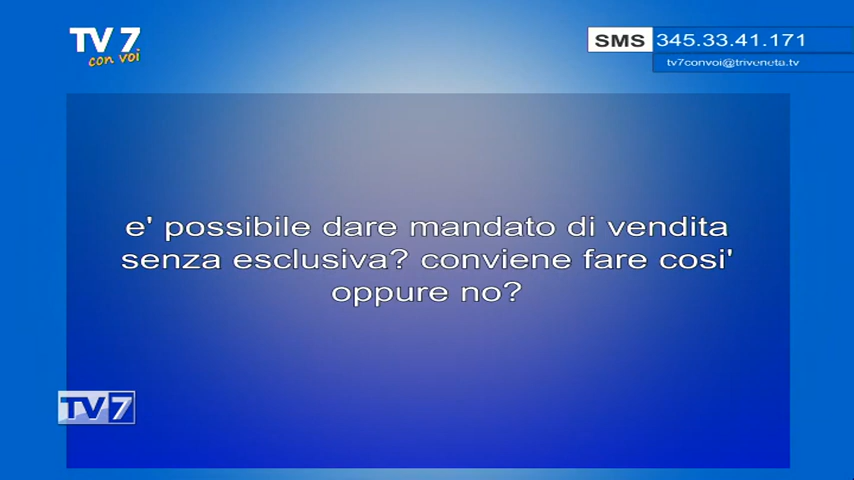 TV 7
con voi
SMS 345.33.41.171
tv7convoi@triveneta.tv
e' possibile dare mandato di vendita
senza esclusiva? conviene fare cosi'
oppure no?
TV7